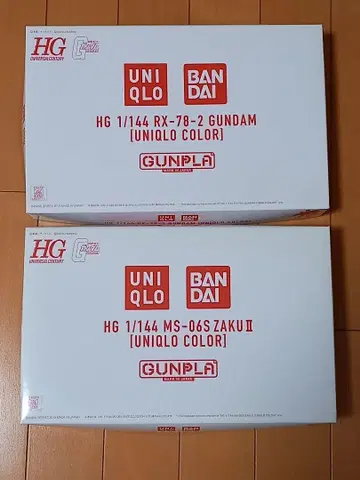 HG
UNIVERSAL CENTURY
UNI
QLO
BAN
DAI
HG 1/144 RX-78-2 GUNDAM
[UNIQLO COLOR]
GUNPLA
MADE IN JAPAN
HG
UNIVERSAL CENTURY
UNI
QLO
BAN
DAI
HG 1/144 MS-06S ZAKU II
[UNIQLO COLOR]
GUNPLA
MADE IN JAPAN